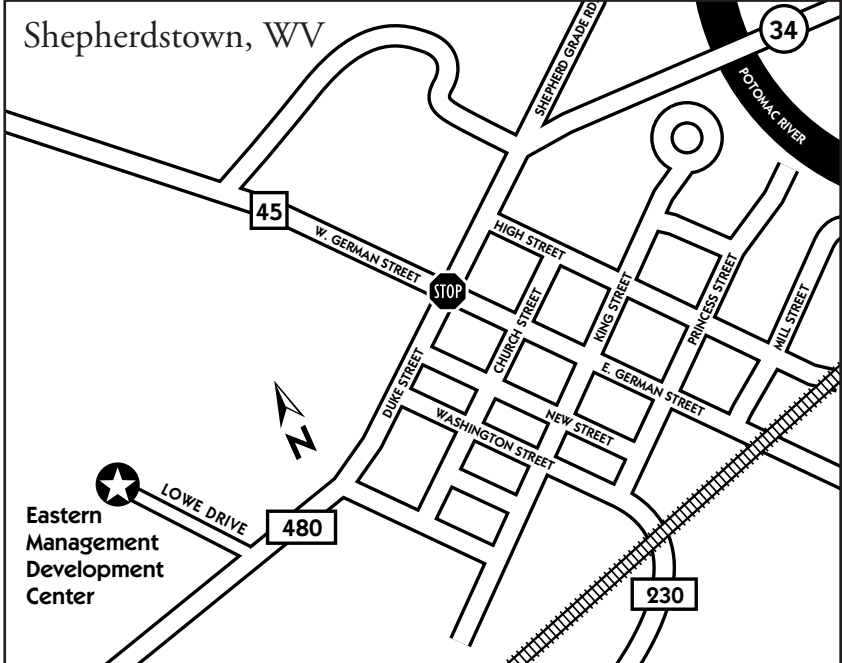 Shepherdstown, WV
SHEPHERD GRADE RD
34
POTOMAC RIVER
45
W. GERMAN STREET
HIGH STREET
STOP
CHURCH STREET
KING STREET
PRINCESS STREET
MILL STREET
DUKE STREET
E. GERMAN STREET
NEW STREET
WASHINGTON STREET
N
LOWE DRIVE
480
Eastern
Management
Development
Center
230